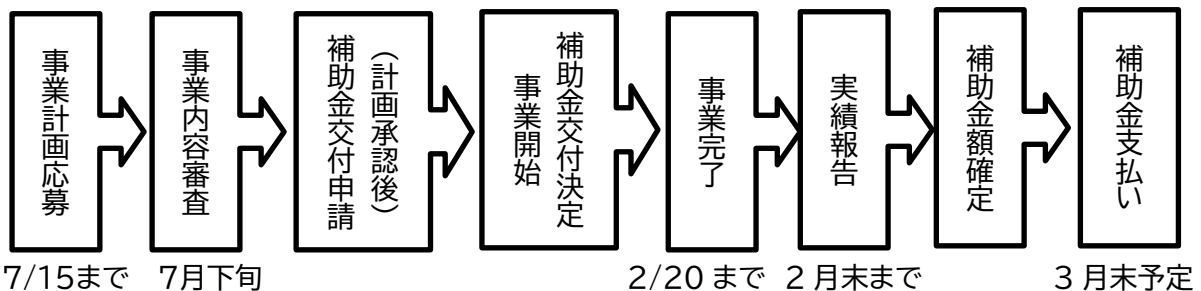 事業計画応募
事業内容審査
(計画承認後)
補助金交付申請
補助金交付決定
事業開始
事業完了
実績報告
補助金額確定
補助金支払い
7/15まで
7月下旬
2/20 まで
2 月末まで
3 月末予定